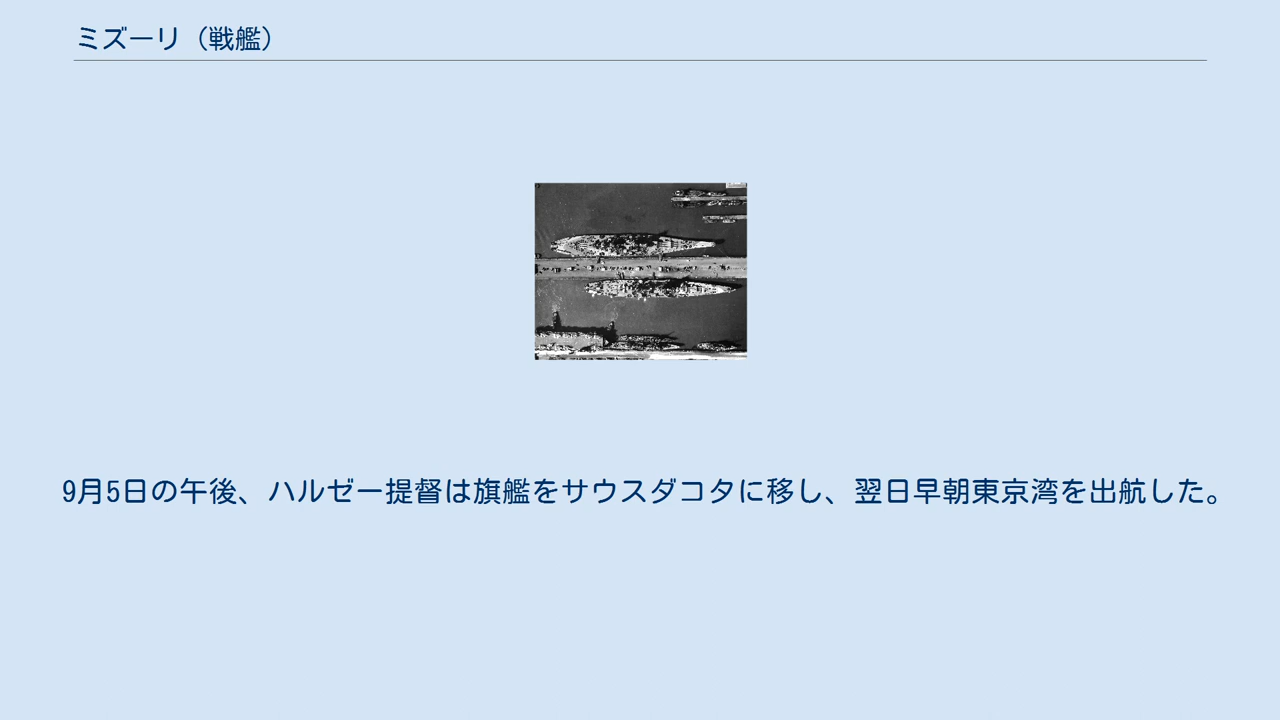 ミズーリ（戦艦）
9月5日の午後、ハルゼー提督は旗艦をサウスダコタに移し、翌日早朝東京湾を出航した。